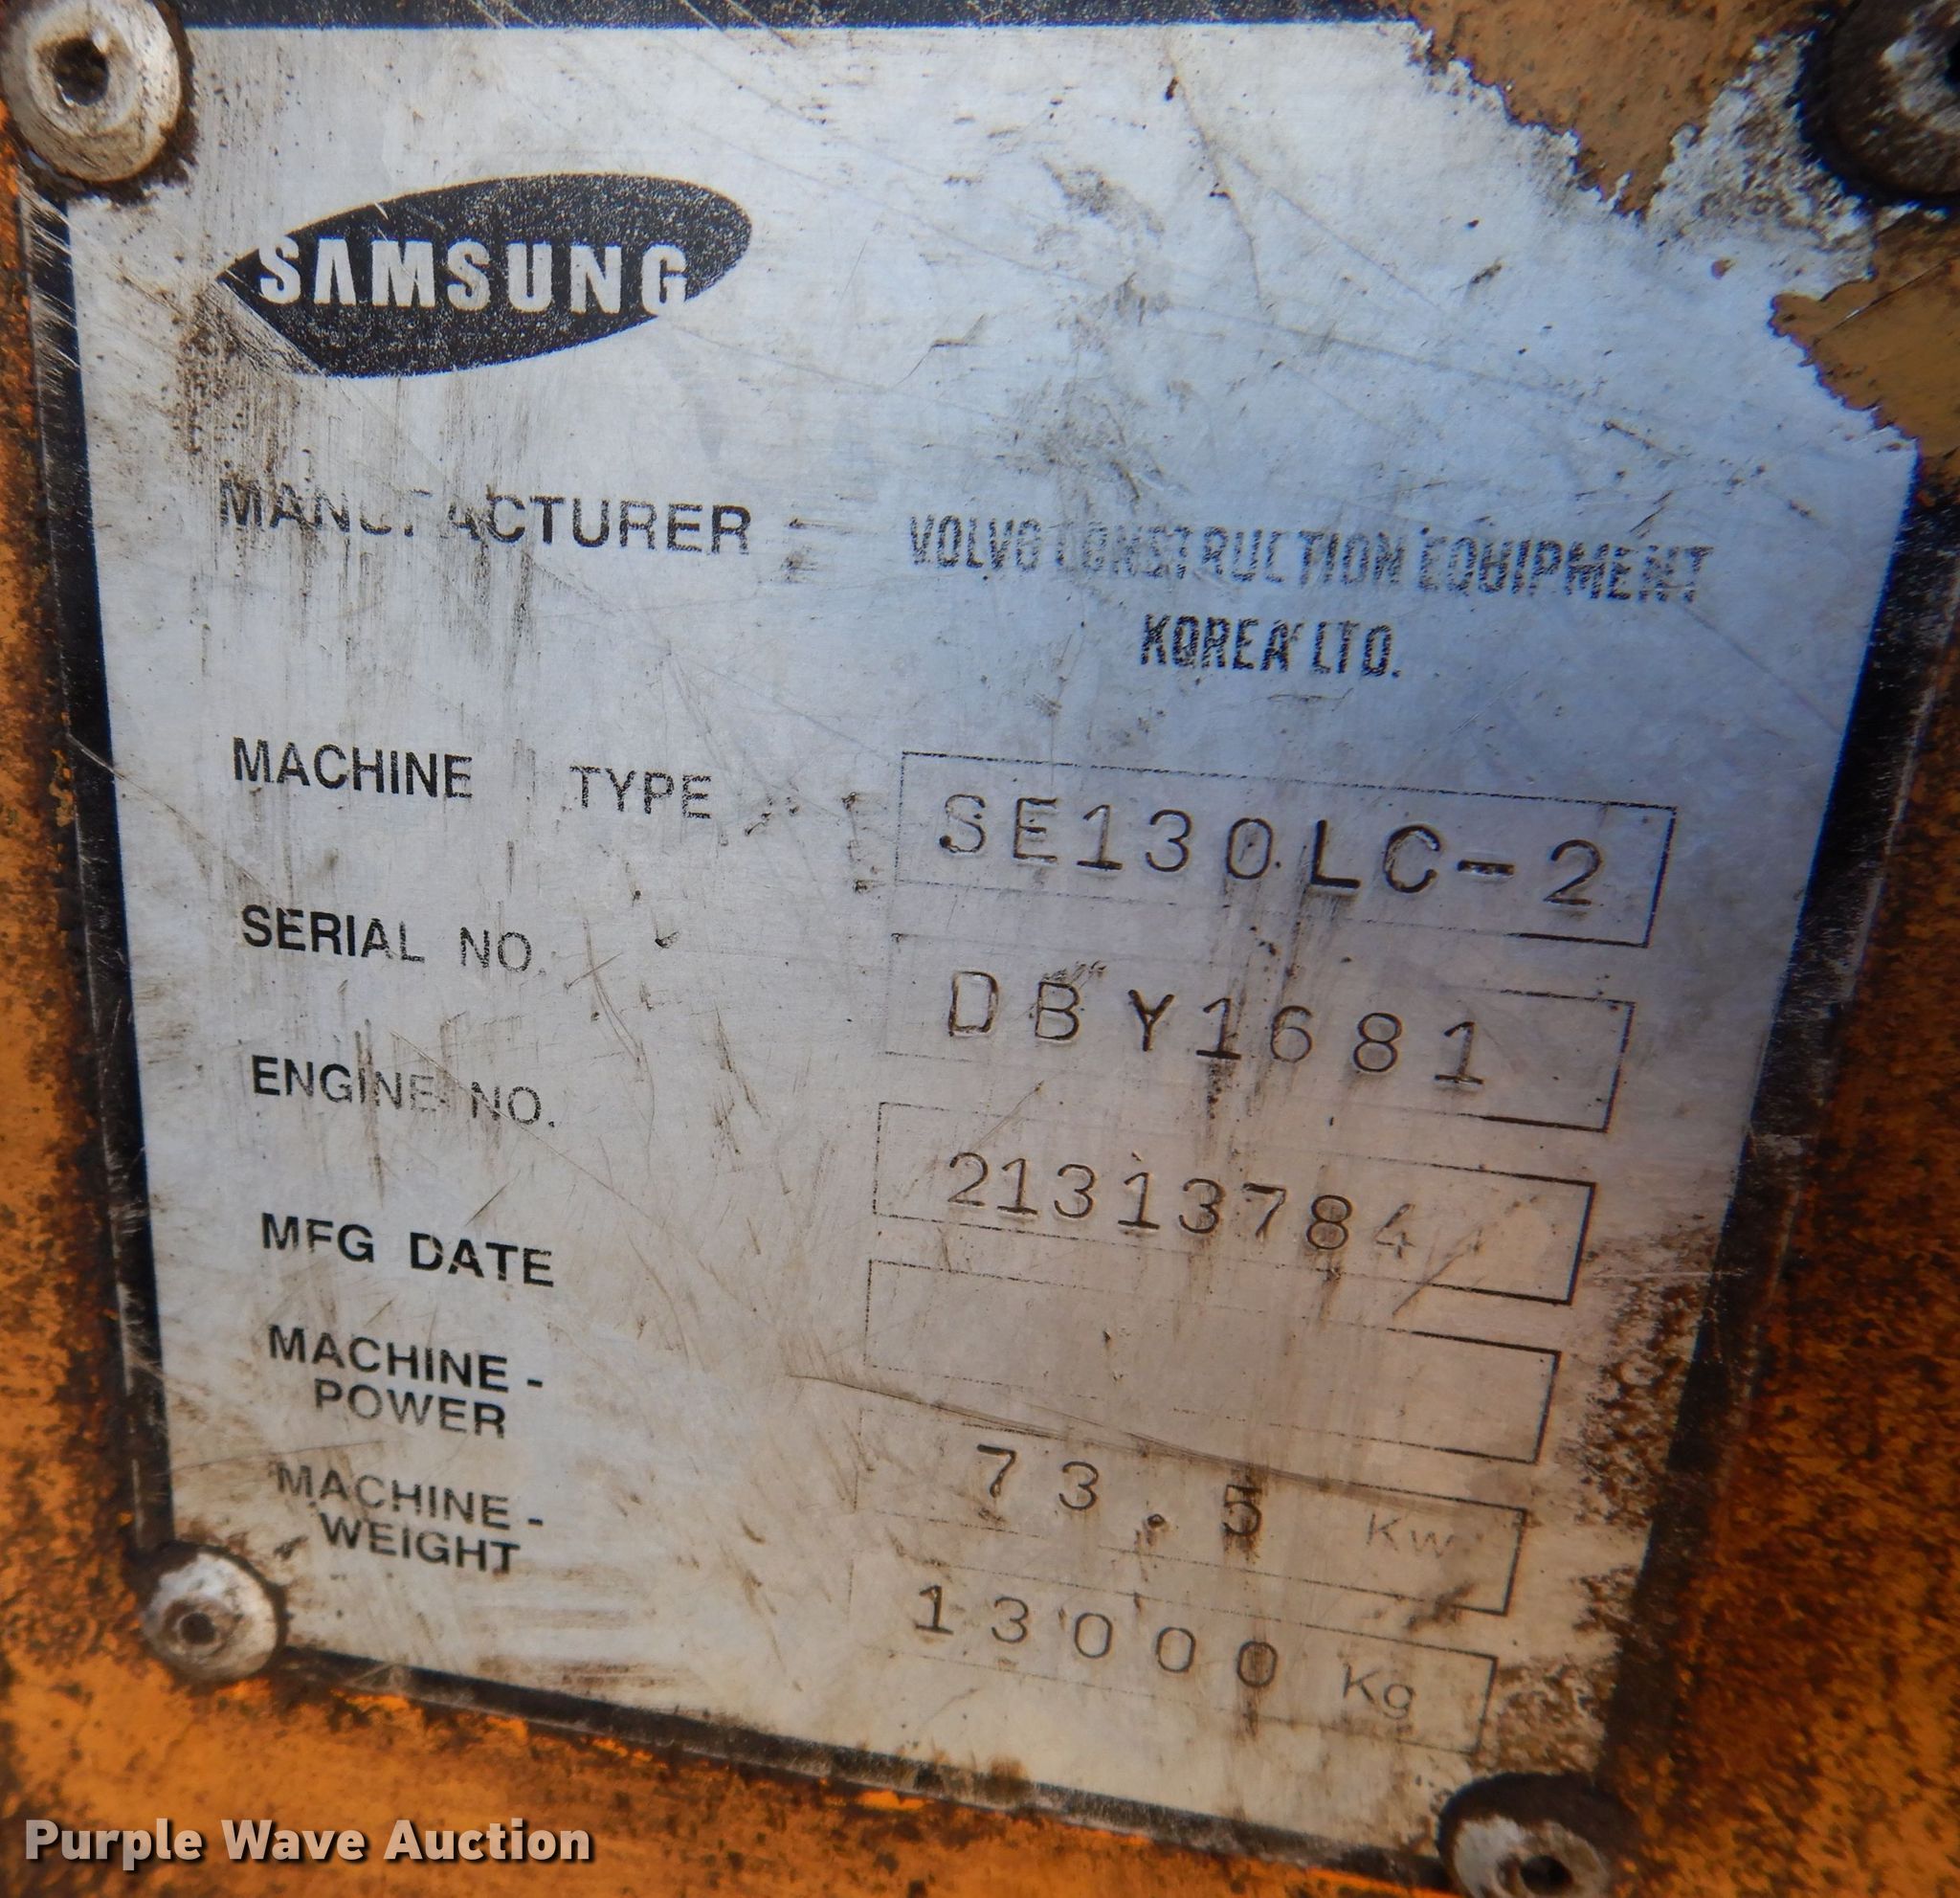 SAMSUNG
MANUFACTURER
VOLVO CONSTRUCTION EQUIPMENT
KOREA LTD.
MACHINE TYPE SE130LC-2
SERIAL NO. DBY1681
ENGINE NO. 21313784
MFG DATE
MACHINE-
POWER
73.5 Kw
MACHINE-
WEIGHT
13000 Kg
Purple Wave Auction